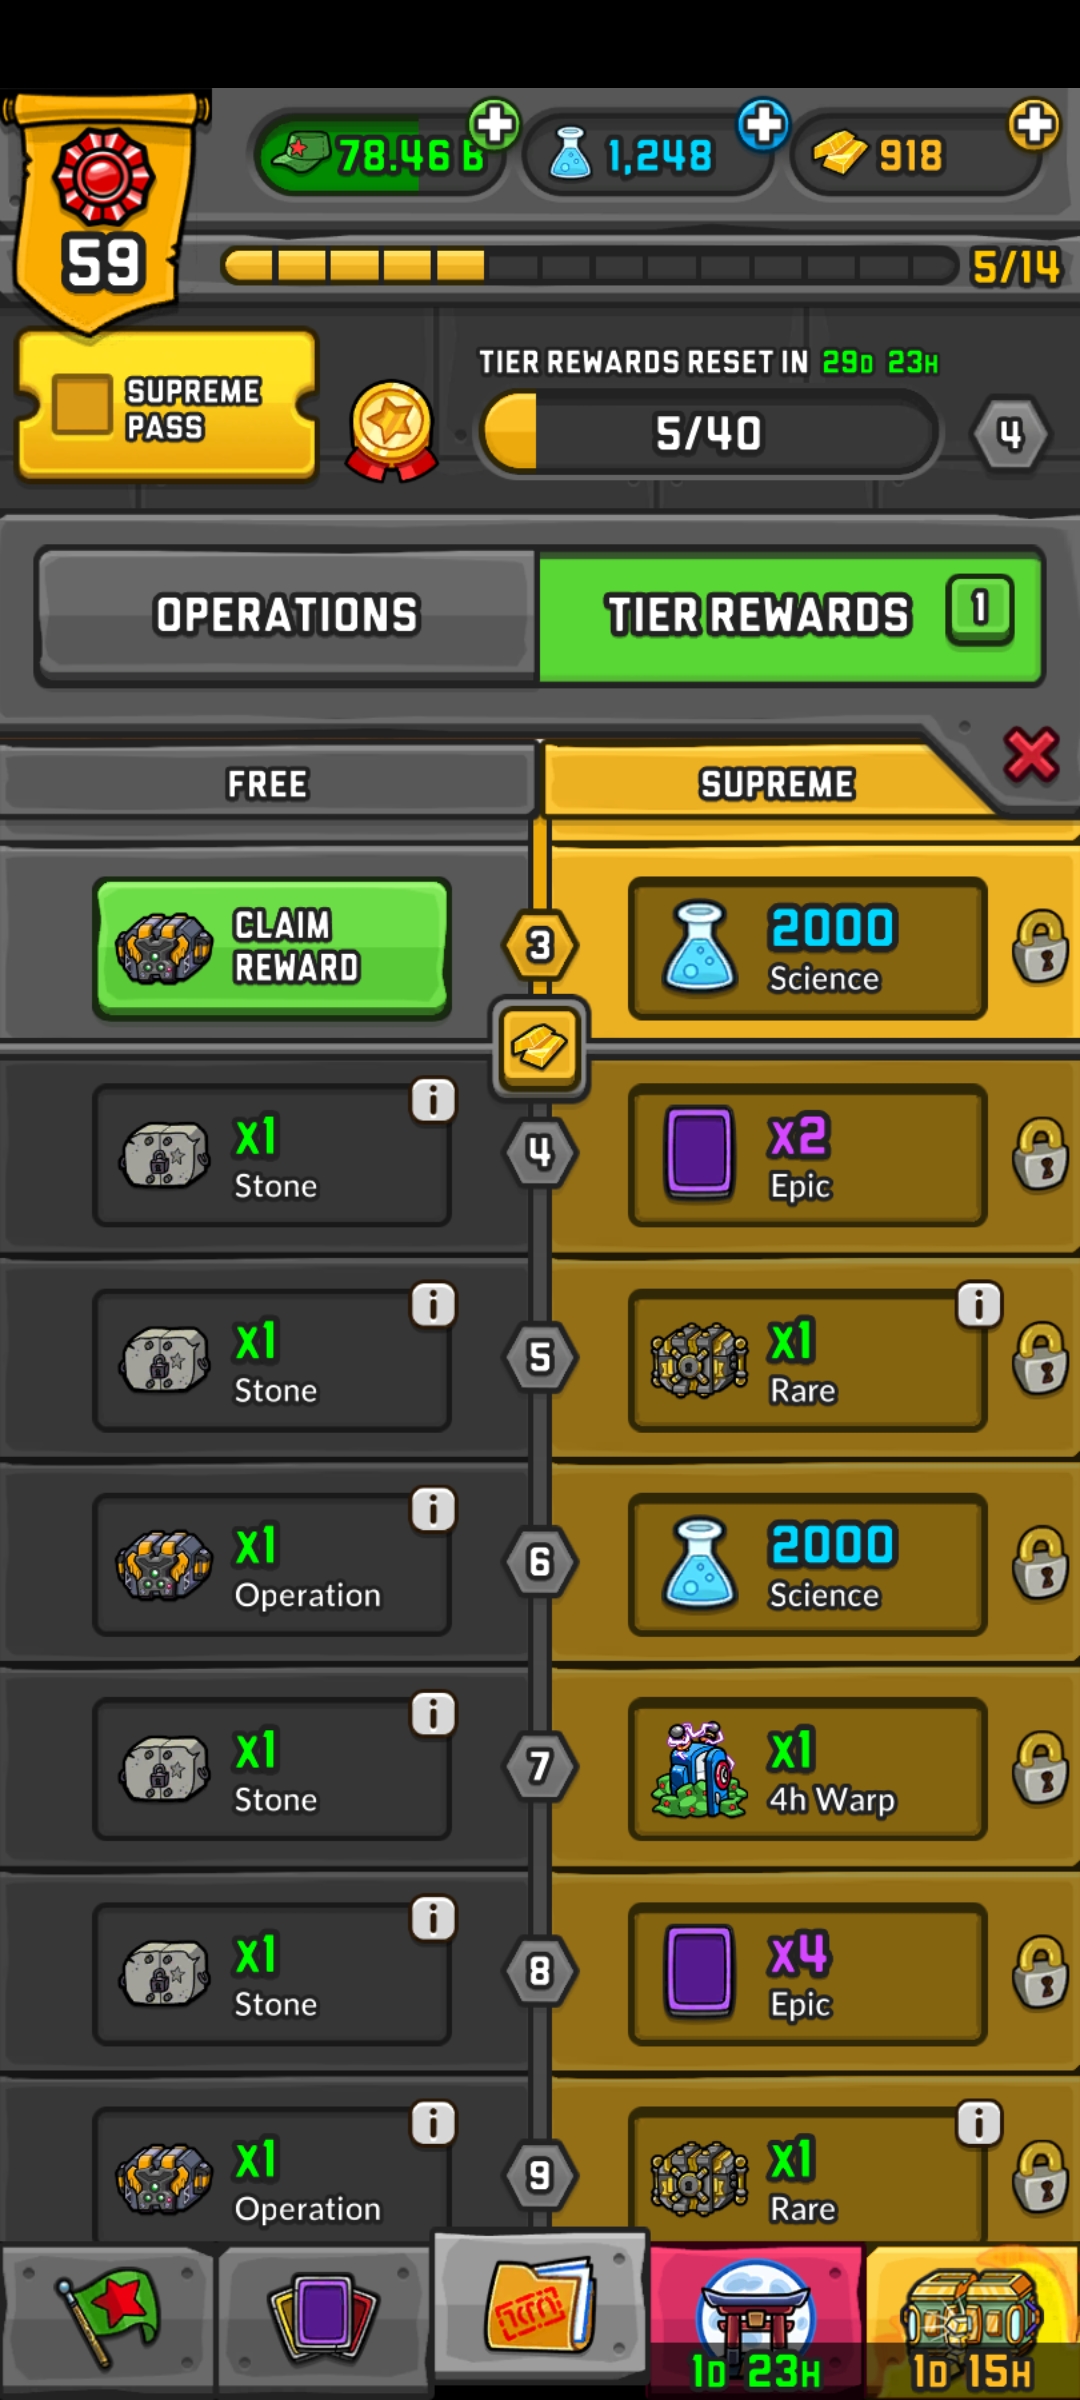 59
78.46 B
1,248
918
5/14
SUPREME
PASS
TIER REWARDS RESET IN 29D 23H
5/40
4
OPERATIONS
TIER REWARDS
1
FREE
SUPREME
CLAIM
REWARD
3
2000
Science
x1
Stone
4
x2
Epic
x1
Stone
5
x1
Rare
x1
Operation
6
2000
Science
x1
Stone
7
x1
4h Warp
x1
Stone
8
x4
Epic
x1
Operation
9
x1
Rare
1D 23H
1D 15H